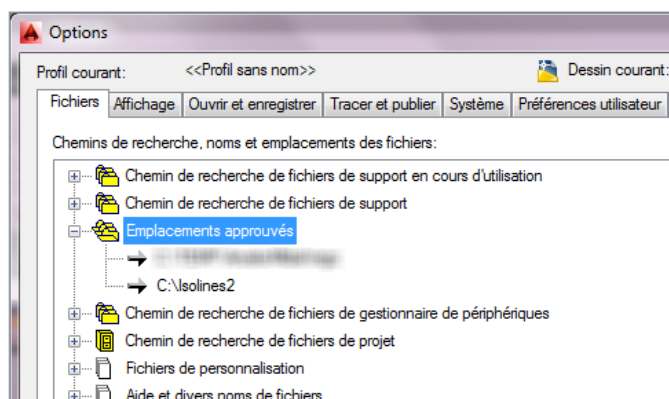 Options
Profil courant: <<Profil sans nom>> Dessin courant:
Fichiers Affichage Ouvrir et enregistrer Tracer et publier Système Préférences utilisateur
Chemins de recherche, noms et emplacements des fichiers:
Chemin de recherche de fichiers de support en cours d'utilisation
Chemin de recherche de fichiers de support
Emplacements approuvés
C:\Isolines2
Chemin de recherche de fichiers de gestionnaire de périphériques
Chemin de recherche de fichiers de projet
Fichiers de personnalisation
Aide et divers noms de fichiers